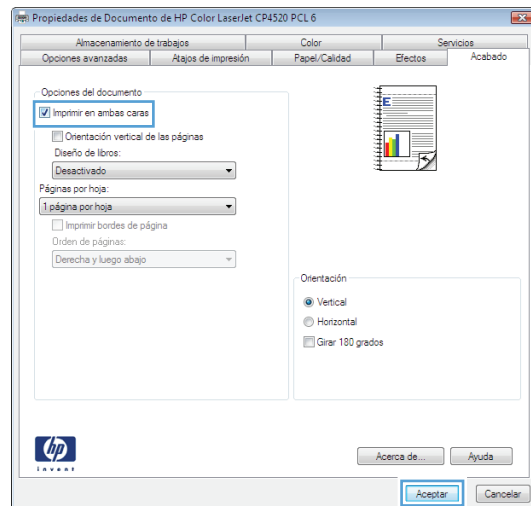 Propiedades de Documento de HP Color LaserJet CP4520 PCL 6
Almacenamiento de trabajos Color Servicios
Opciones avanzadas Atajos de impresión Papel/Calidad Efectos Acabado
Opciones del documento
Imprimir en ambas caras
Orientación vertical de las páginas
Diseño de libros:
Desactivado
Páginas por hoja:
1 página por hoja
Imprimir bordes de página
Orden de páginas:
Derecha y luego abajo
E
Orientación
Vertical
Horizontal
Girar 180 grados
hp
invent
Acerca de... Ayuda
Aceptar Cancelar